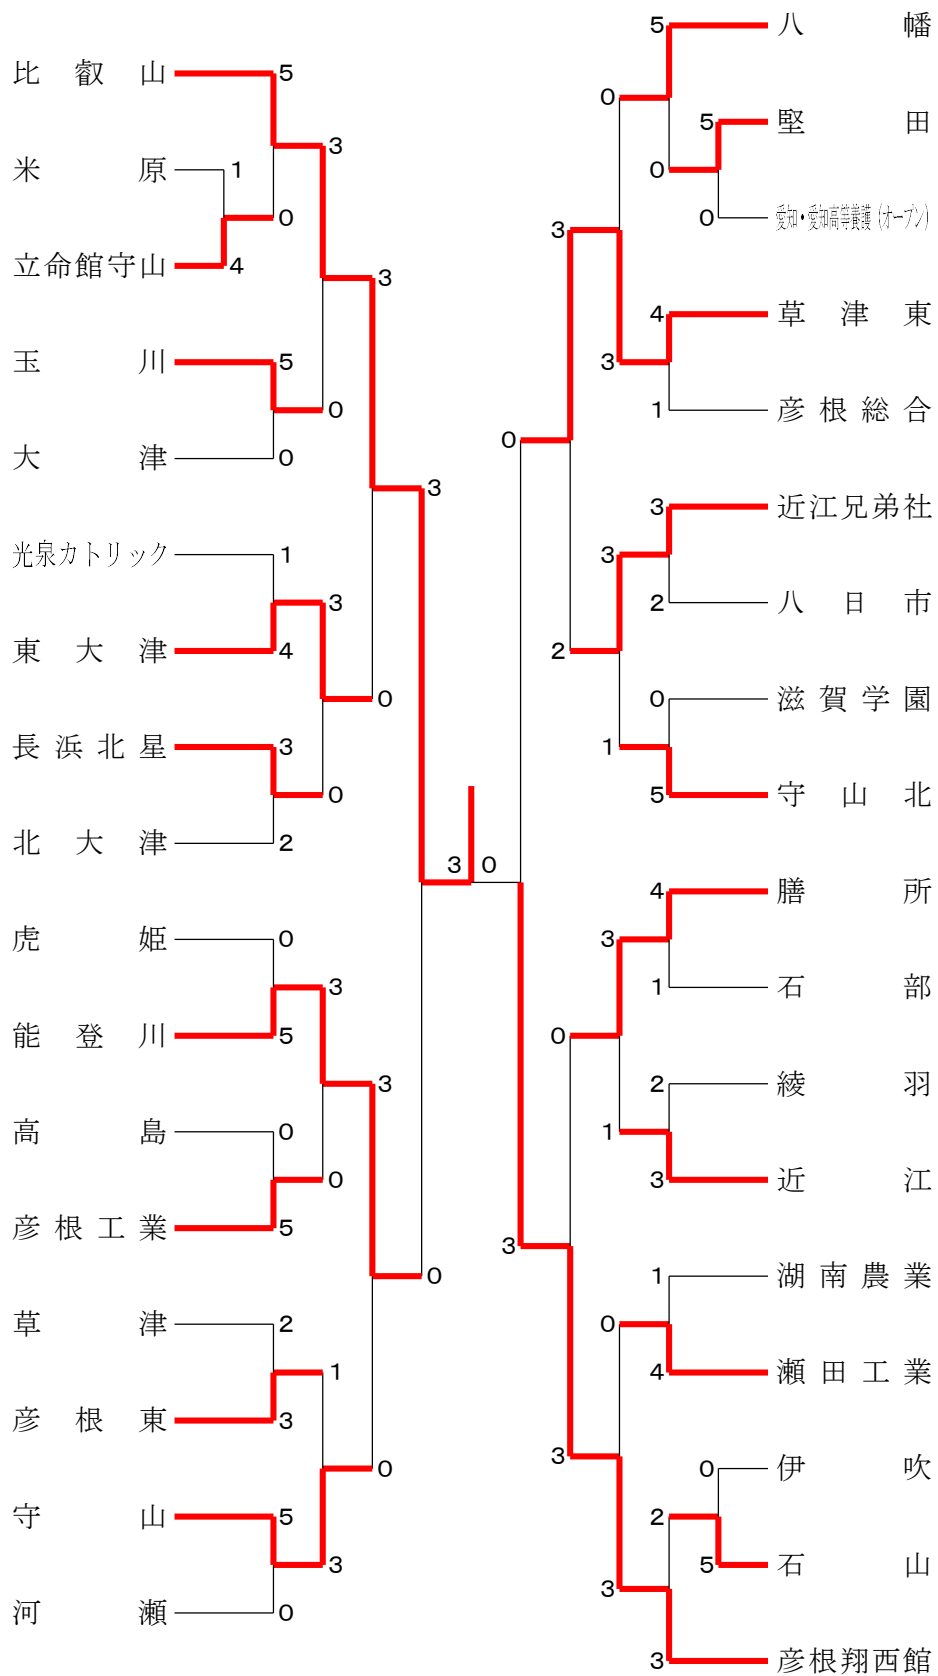 比叡山 5
3
米原 1
0
立命館守山 4
3
玉川 5
0
大津 0
3
光泉カトリック 1
3
東大津 4
0
長浜北星 3
0
北大津 2
3 0
虎姫 0
3
能登川 5
3
高島 0
0
彦根工業 5
0
草津 2
1
彦根東 3
0
守山 5
3
河瀬 0
5 八幡
0
5 堅田
0
0 愛知・愛知高等養護(オープン)
3
4 草津東
3
1 彦根総合
0
3 近江兄弟社
3
2 八日市
2
0 滋賀学園
1
5 守山北
4 膳所
3
1 石部
0
2 綾羽
1
3 近江
3
1 湖南農業
0
4 瀬田工業
3
0 伊吹
2
5 石山
3
3 彦根翔西館